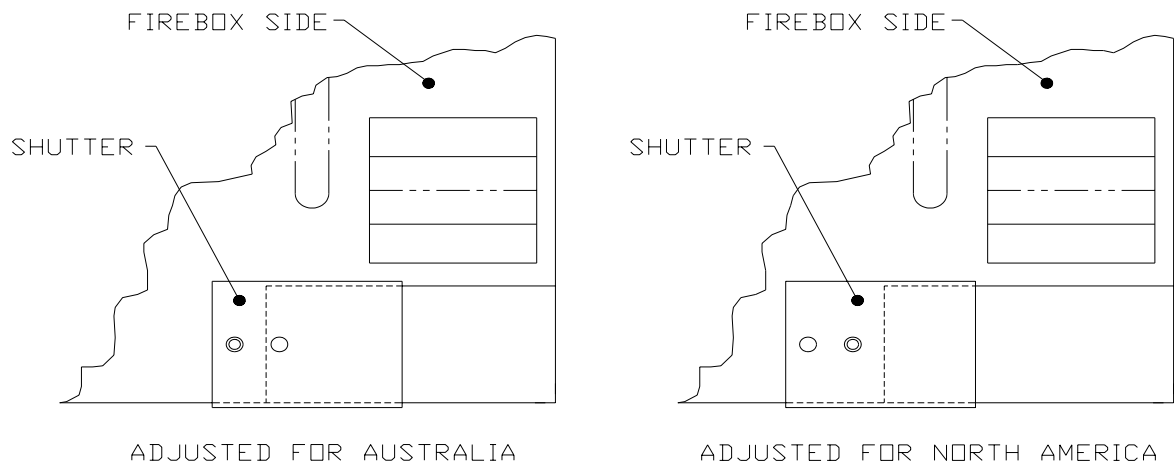 FIREBOX SIDE
FIREBOX SIDE
SHUTTER
SHUTTER
ADJUSTED FOR AUSTRALIA
ADJUSTED FOR NORTH AMERICA